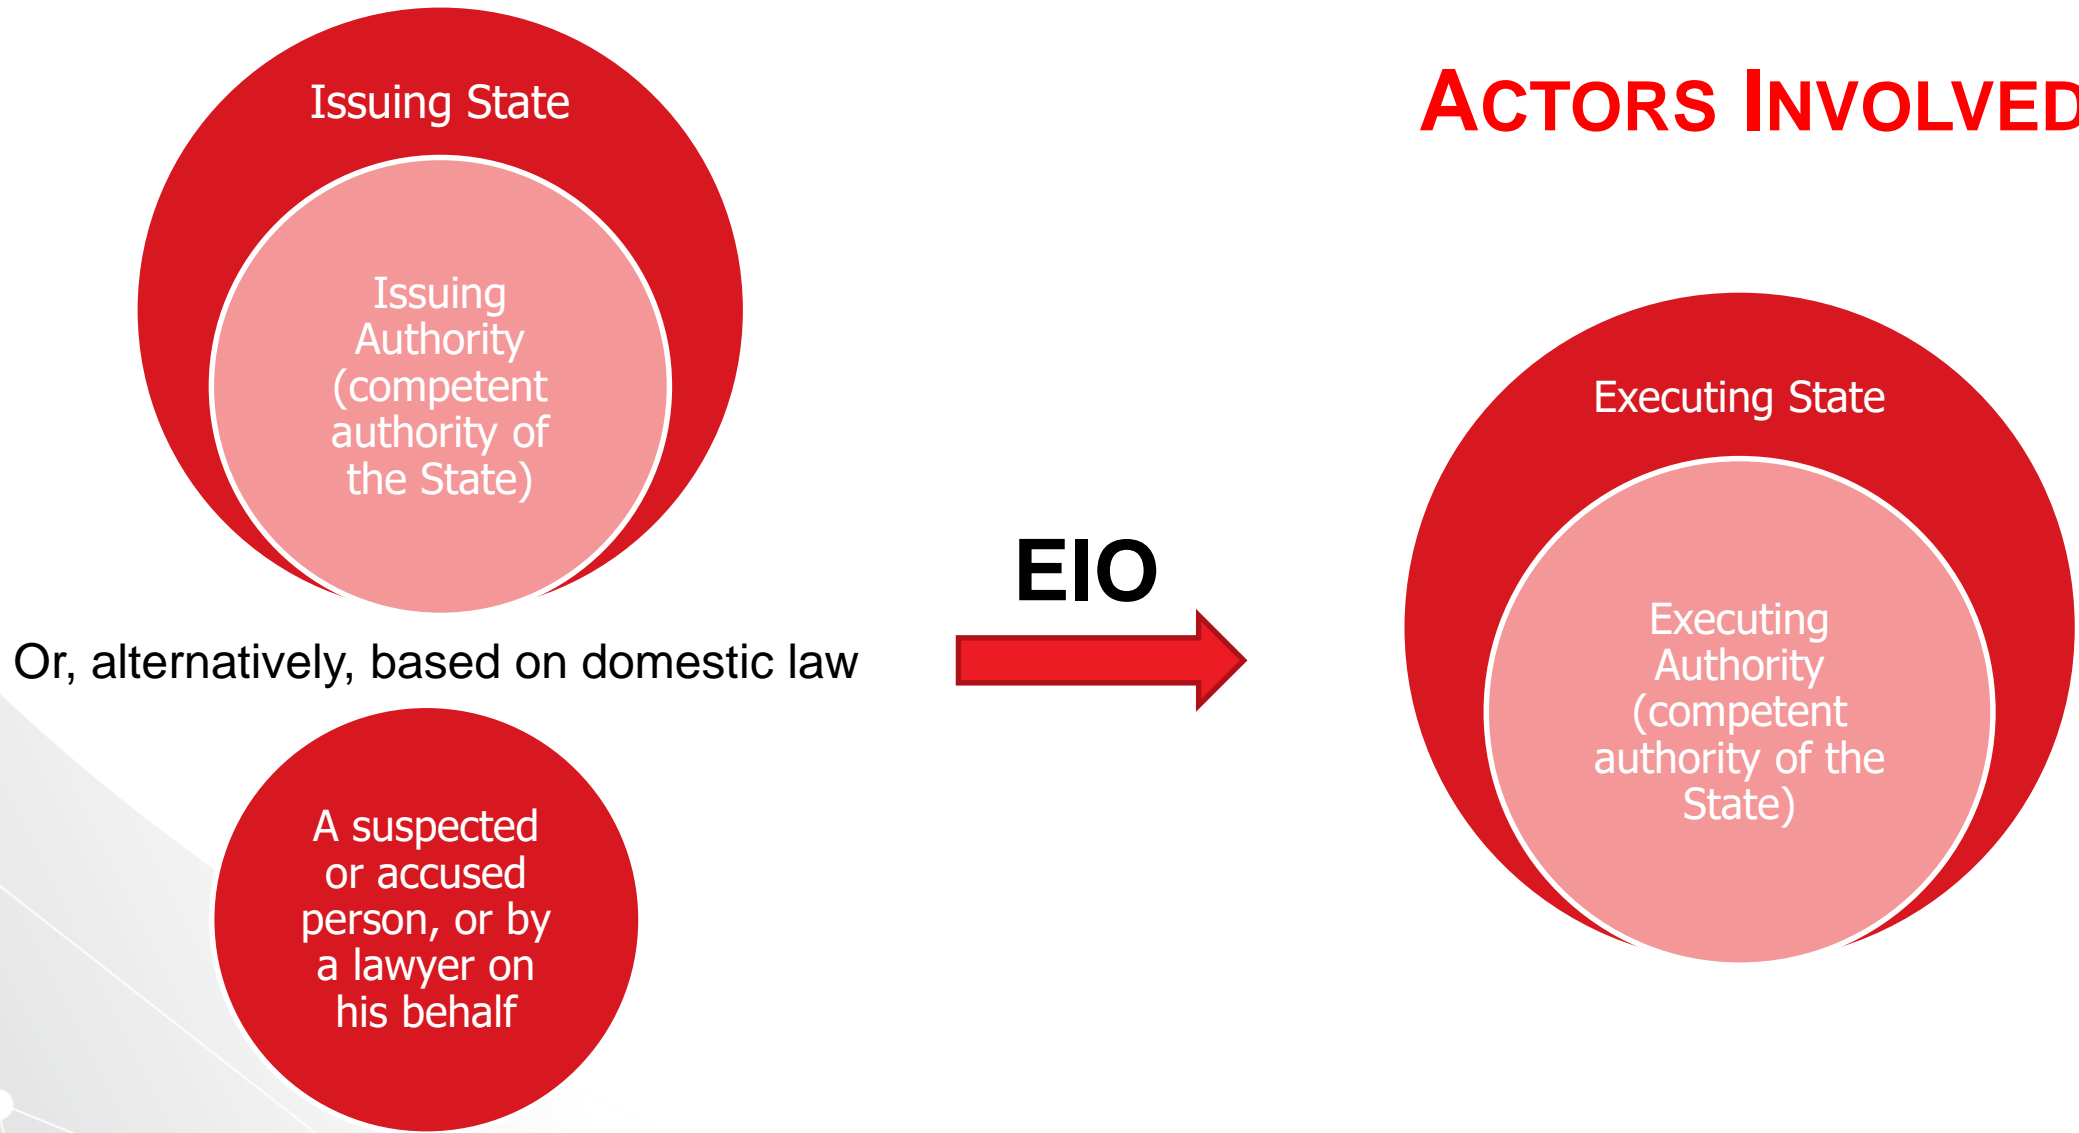 ACTORS INVOLVED
Issuing State
Issuing
Authority
(competent
authority of
the State)
Or, alternatively, based on domestic law
A suspected
or accused
person, or by
a lawyer on
his behalf
EIO
Executing State
Executing
Authority
(competent
authority of the
State)